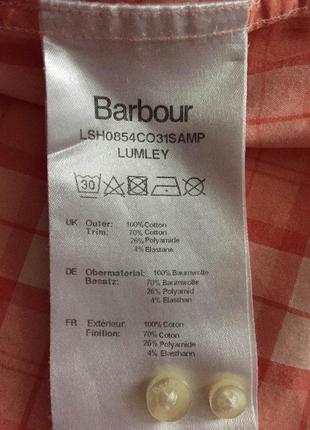 Barbour
LSH0854CO31SAMP
LUMLEY
30
UK Outer: 100% Cotton
Trim: 70% Cotton
26% Polyamide
4% Elastane
DE Obermaterial: 100% Baumwolle
Besatz: 70% Baumwolle
26% Polyamid
4% Elasthan
FR Extérieur: 100% Coton
Finition: 70% Coton
26% Polyamide
4% Elasthann